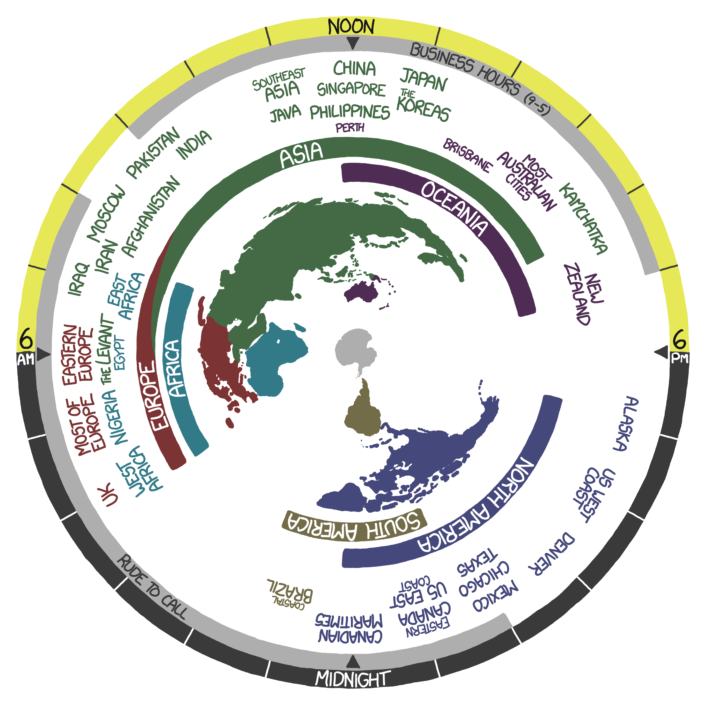 NOON
BUSINESS HOURS (9-5)
SOUTHEAST
ASIA
CHINA
SINGAPORE
JAPAN
THE
KOREAS
JAVA
PHILIPPINES
PERTH
BRISBANE
MOST
AUSTRALIAN
CITIES
KAMCHATKA
NEW
ZEALAND
PAKISTAN
INDIA
MOSCOW
AFGHANISTAN
IRAQ
IRAN
EAST
AFRICA
ASIA
OCEANIA
6
AM
6
PM
EASTERN
EUROPE
THE LEVANT
EGYPT
MOST OF
EUROPE
NIGERIA
WEST
AFRICA
UK
EUROPE
AFRICA
ALASKA
US WEST
COAST
DENVER
NORTH AMERICA
SOUTH AMERICA
TEXAS
CHICAGO
MEXICO
US EAST
COAST
EASTERN
CANADA
CANADIAN
MARITIMES
COASTAL
BRAZIL
RUDE TO CALL
MIDNIGHT